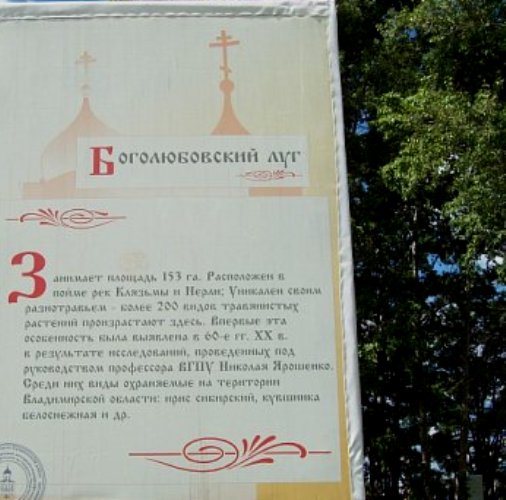 Боголюбовский луг
Занимает площадь 153 га. Расположен в
пойме рек Клязьмы и Нерли; Уникален своим
разнотравьем - более 200 видов травянистых
растений произрастают здесь. Впервые эта
особенность была выявлена в 60-е гг. XX в.
в результате исследований, проведенных под
руководством профессора ВГПУ Николая Ярошенко.
Среди них виды охраняемые на територии
Владимирской области: ирис сибирский, кувшинка
белоснежная и др.